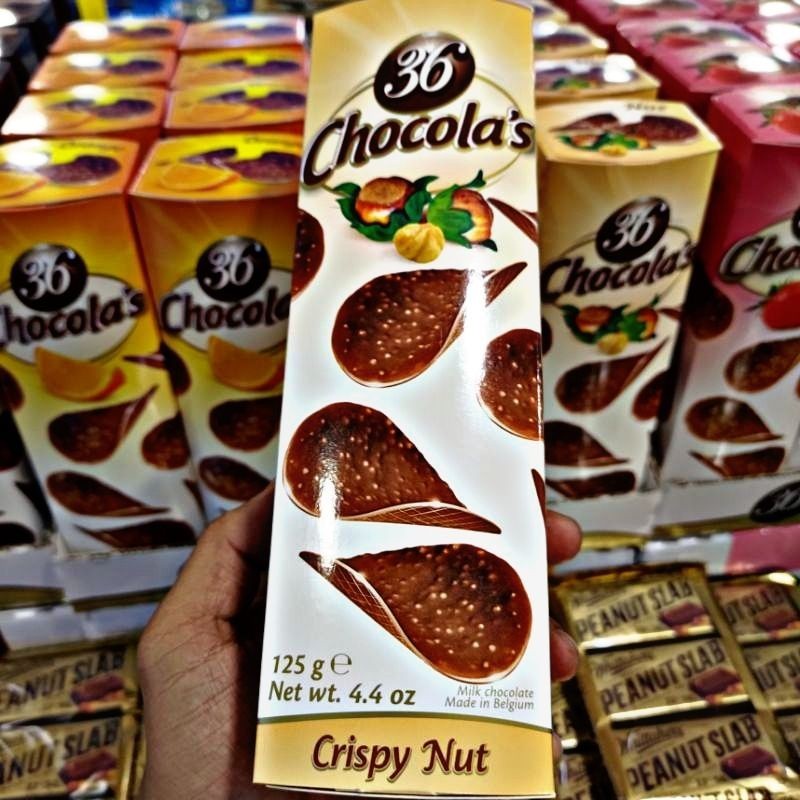 36
Chocola's
125 g e
Net wt. 4.4 oz
Milk chocolate
Made in Belgium
Crispy Nut
36
Chocola's
36
Chocola's
NUT
36
Chocola's
PEANUT SLAB
PEANUT SLAB
PEANUT SLAB
PEANUT SLAB